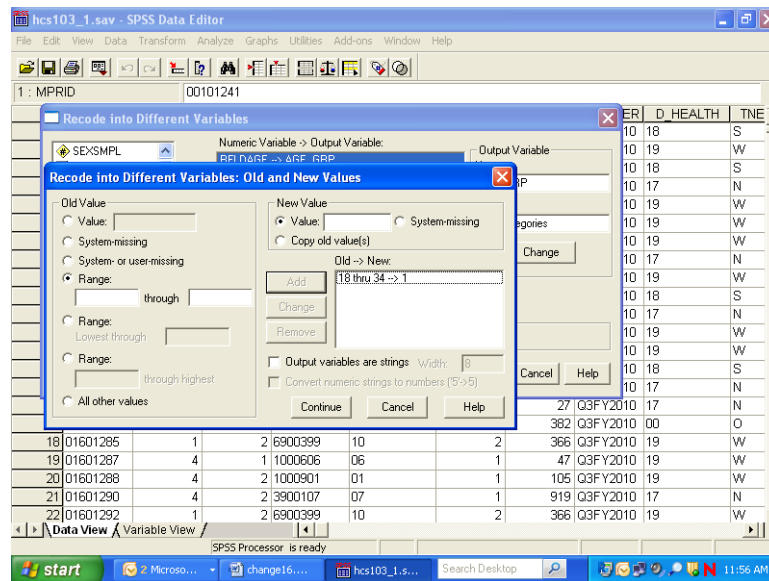 hcs103_1.sav - SPSS Data Editor
File Edit View Data Transform Analyze Graphs Utilities Add-ons Window Help
1 : MPRID 00101241
ER D_HEALTH TNE
Recode into Different Variables
SEXSMPL
Numeric Variable -> Output Variable:
Output Variable
10 18 S
10 19 W
10 18 S
10 17 N
10 19 W
10 19 W
10 19 W
10 17 N
10 19 W
10 18 S
10 17 N
10 19 W
10 19 W
10 18 S
10 17 N
egories
Change
Cancel Help
Recode into Different Variables: Old and New Values
Old Value
Value:
System-missing
System- or user-missing
Range:
through
Range:
Lowest through
Range:
through highest
All other values
New Value
Value: System-missing
Copy old value(s)
Old --> New:
Add
Change
Remove
18 thru 34 --> 1
Output variables are strings Width: 8
Convert numeric strings to numbers ('5'->5)
Continue Cancel Help
27 Q3FY2010 17 N
382 Q3FY2010 00 O
18 01601285 1 2 6900399 10 2 366 Q3FY2010 19 W
19 01601287 4 1 1000606 06 1 47 Q3FY2010 19 W
20 01601288 4 2 1000901 01 1 105 Q3FY2010 19 W
21 01601290 4 2 3900107 07 1 919 Q3FY2010 17 N
22 01601292 1 2 6900399 10 2 366 Q3FY2010 19 W
Data View Variable View
SPSS Processor is ready
start 2 Microso... change16.... hcs103_1.s... Search Desktop 11:56 AM